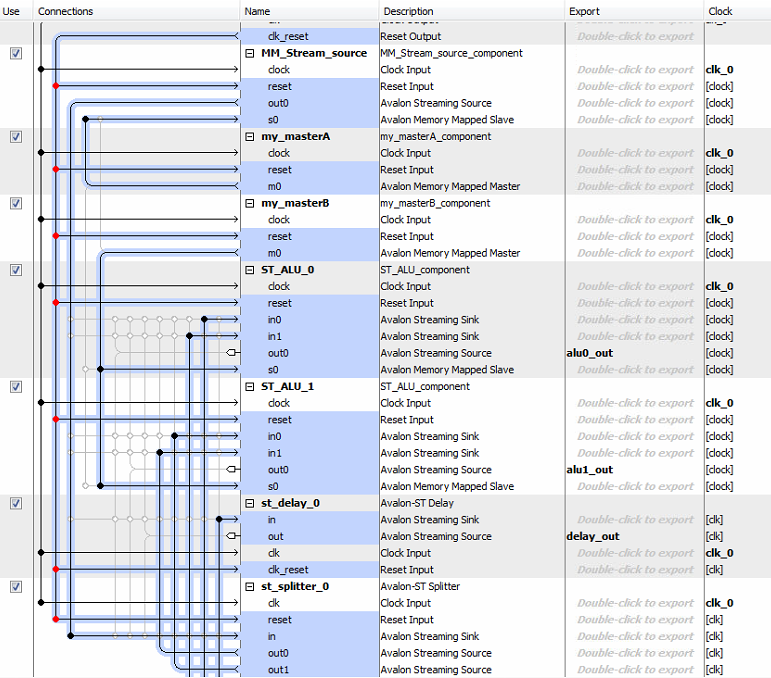 Use Connections Name Description Export Clock
clk_reset Reset Output Double-click to export
MM_Stream_source MM_Stream_source_component
clock Clock Input Double-click to export clk_0
reset Reset Input Double-click to export [clock]
out0 Avalon Streaming Source Double-click to export [clock]
s0 Avalon Memory Mapped Slave Double-click to export [clock]
my_masterA my_masterA_component
clock Clock Input Double-click to export clk_0
reset Reset Input Double-click to export [clock]
m0 Avalon Memory Mapped Master Double-click to export [clock]
my_masterB my_masterB_component
clock Clock Input Double-click to export clk_0
reset Reset Input Double-click to export [clock]
m0 Avalon Memory Mapped Master Double-click to export [clock]
ST_ALU_0 ST_ALU_component
clock Clock Input Double-click to export clk_0
reset Reset Input Double-click to export [clock]
in0 Avalon Streaming Sink Double-click to export [clock]
in1 Avalon Streaming Sink Double-click to export [clock]
out0 Avalon Streaming Source alu0_out [clock]
s0 Avalon Memory Mapped Slave Double-click to export [clock]
ST_ALU_1 ST_ALU_component
clock Clock Input Double-click to export clk_0
reset Reset Input Double-click to export [clock]
in0 Avalon Streaming Sink Double-click to export [clock]
in1 Avalon Streaming Sink Double-click to export [clock]
out0 Avalon Streaming Source alu1_out [clock]
s0 Avalon Memory Mapped Slave Double-click to export [clock]
st_delay_0 Avalon-ST Delay
in Avalon Streaming Sink Double-click to export [clk]
out Avalon Streaming Source delay_out [clk]
clk Clock Input Double-click to export clk_0
clk_reset Reset Input Double-click to export [clk]
st_splitter_0 Avalon-ST Splitter
clk Clock Input Double-click to export clk_0
reset Reset Input Double-click to export [clk]
in Avalon Streaming Sink Double-click to export [clk]
out0 Avalon Streaming Source Double-click to export [clk]
out1 Avalon Streaming Source Double-click to export [clk]